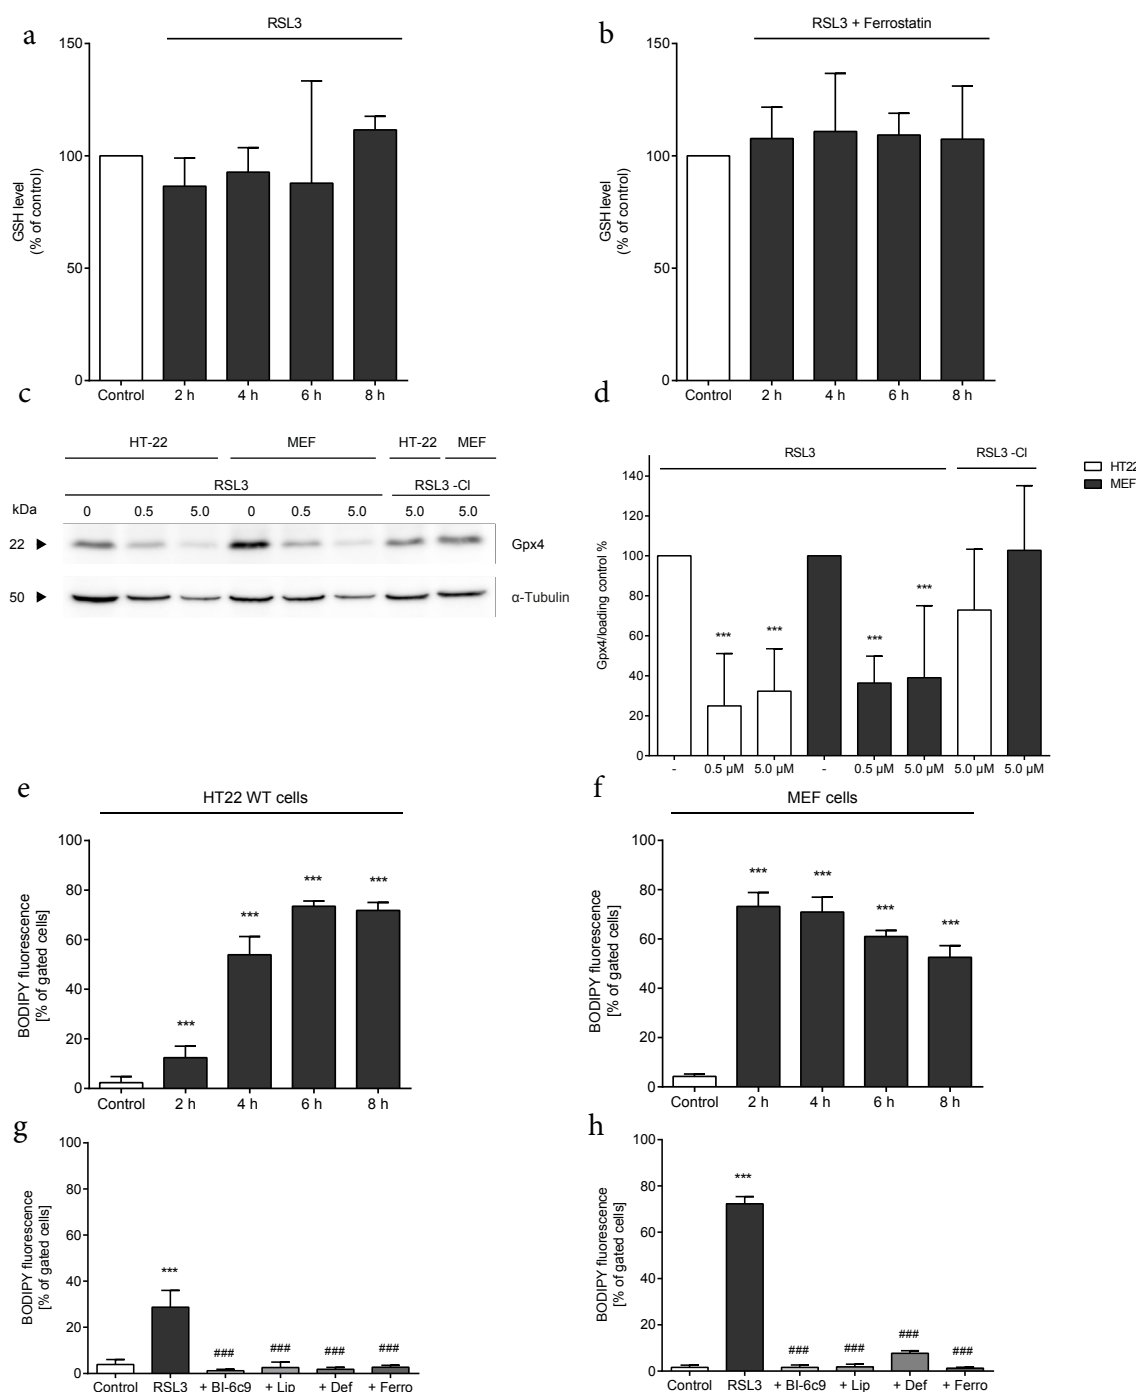 a
RSL3
150
100
50
0
GSH level
(% of control)
Control 2 h 4 h 6 h 8 h
b
RSL3 + Ferrostatin
150
100
50
0
GSH level
(% of control)
Control 2 h 4 h 6 h 8 h
c
HT-22 MEF HT-22 MEF
RSL3 RSL3 -Cl
kDa 0 0.5 5.0 0 0.5 5.0 5.0 5.0
22 Gpx4
50 α-Tubulin
d
RSL3 RSL3 -Cl
HT22
MEF
140
120
100
80
60
40
20
0
Gpx4/loading control %
*** *** *** ***
- 0.5 µM 5.0 µM - 0.5 µM 5.0 µM 5.0 µM 5.0 µM
e
HT22 WT cells
100
80
60
40
20
0
BODIPY fluorescence
[% of gated cells]
*** *** *** ***
Control 2 h 4 h 6 h 8 h
f
MEF cells
100
80
60
40
20
0
BODIPY fluorescence
[% of gated cells]
*** *** *** ***
Control 2 h 4 h 6 h 8 h
g
100
80
60
40
20
0
BODIPY fluorescence
[% of gated cells]
*** ### ### ### ###
Control RSL3 + BI-6c9 + Lip + Def + Ferro
h
100
80
60
40
20
0
BODIPY fluorescence
[% of gated cells]
*** ### ### ### ###
Control RSL3 + BI-6c9 + Lip + Def + Ferro